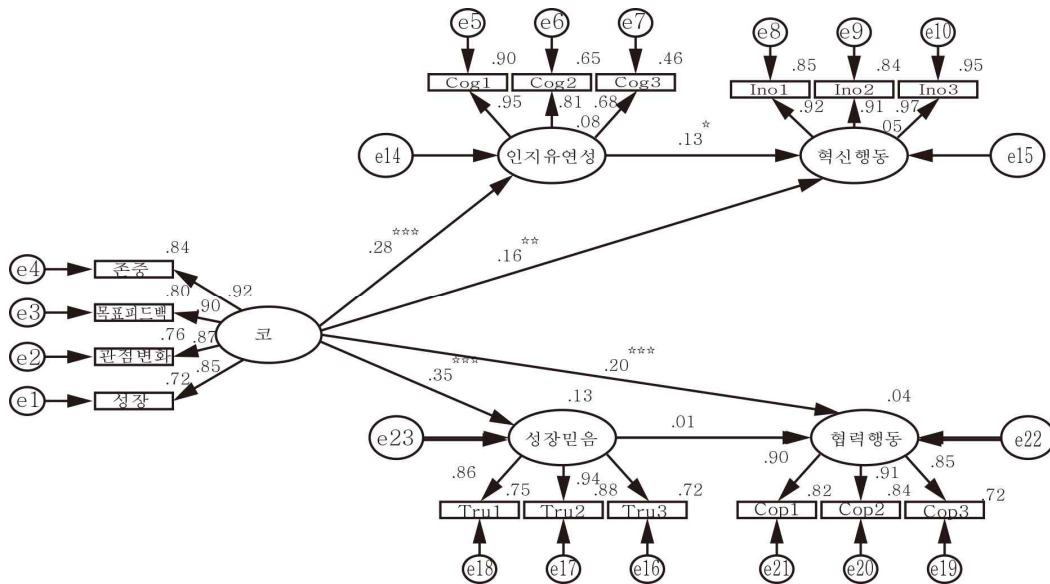 e5 e6 e7 e8 e9 e10
.90 .65 .46 .85 .84 .95
Cog1 Cog2 Cog3 Ino1 Ino2 Ino3
.95 .81 .68 .92 .91 .97
.08 .05
e14 인지유연성 .13* 혁신행동 e15
.28*** .16**
.84
e4 존중 .92
.80
e3 목표피드백 .90
코
.76
e2 관점변화 .87
.72
e1 성장 .85
.35*** .20***
.13 .04
e23 성장믿음 .01 협력행동 e22
.86 .94 .90 .91 .85
.75 .88 .72 .82 .84 .72
Tru1 Tru2 Tru3 Cop1 Cop2 Cop3
e18 e17 e16 e21 e20 e19